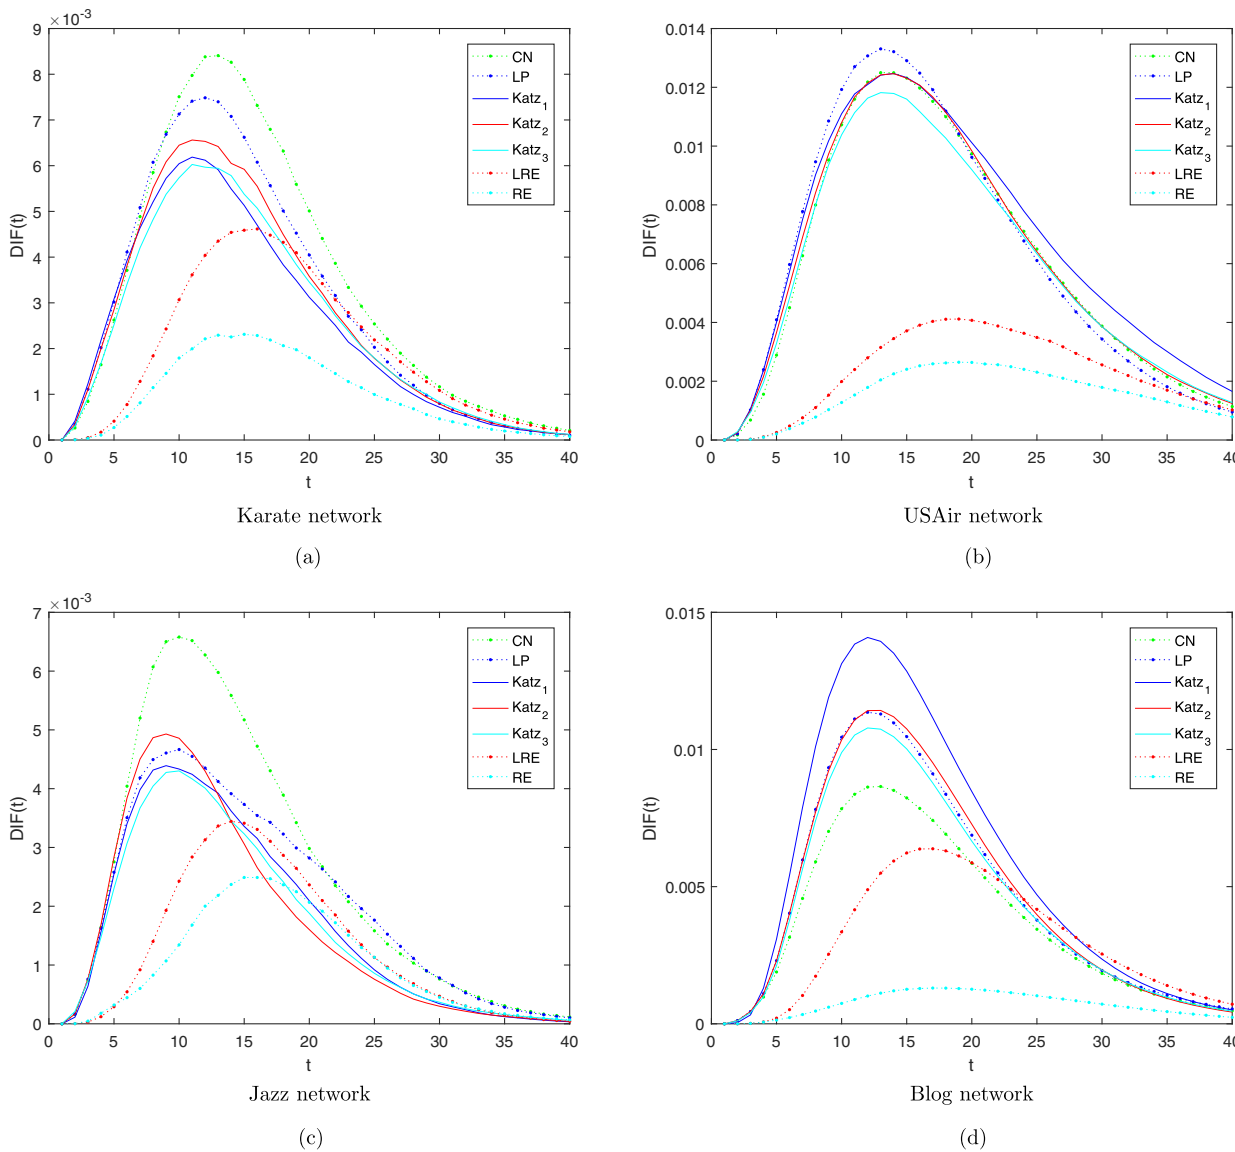 ×10-3
9
8
7
6
5
4
3
2
1
0
DIF(t)
0 5 10 15 20 25 30 35 40
t
CN
LP
Katz1
Katz2
Katz3
LRE
RE
Karate network
(a)
0.014
0.012
0.01
0.008
0.006
0.004
0.002
0
DIF(t)
0 5 10 15 20 25 30 35 40
t
CN
LP
Katz1
Katz2
Katz3
LRE
RE
USAir network
(b)
×10-3
7
6
5
4
3
2
1
0
DIF(t)
0 5 10 15 20 25 30 35 40
t
CN
LP
Katz1
Katz2
Katz3
LRE
RE
Jazz network
(c)
0.015
0.01
0.005
0
DIF(t)
0 5 10 15 20 25 30 35 40
t
CN
LP
Katz1
Katz2
Katz3
LRE
RE
Blog network
(d)